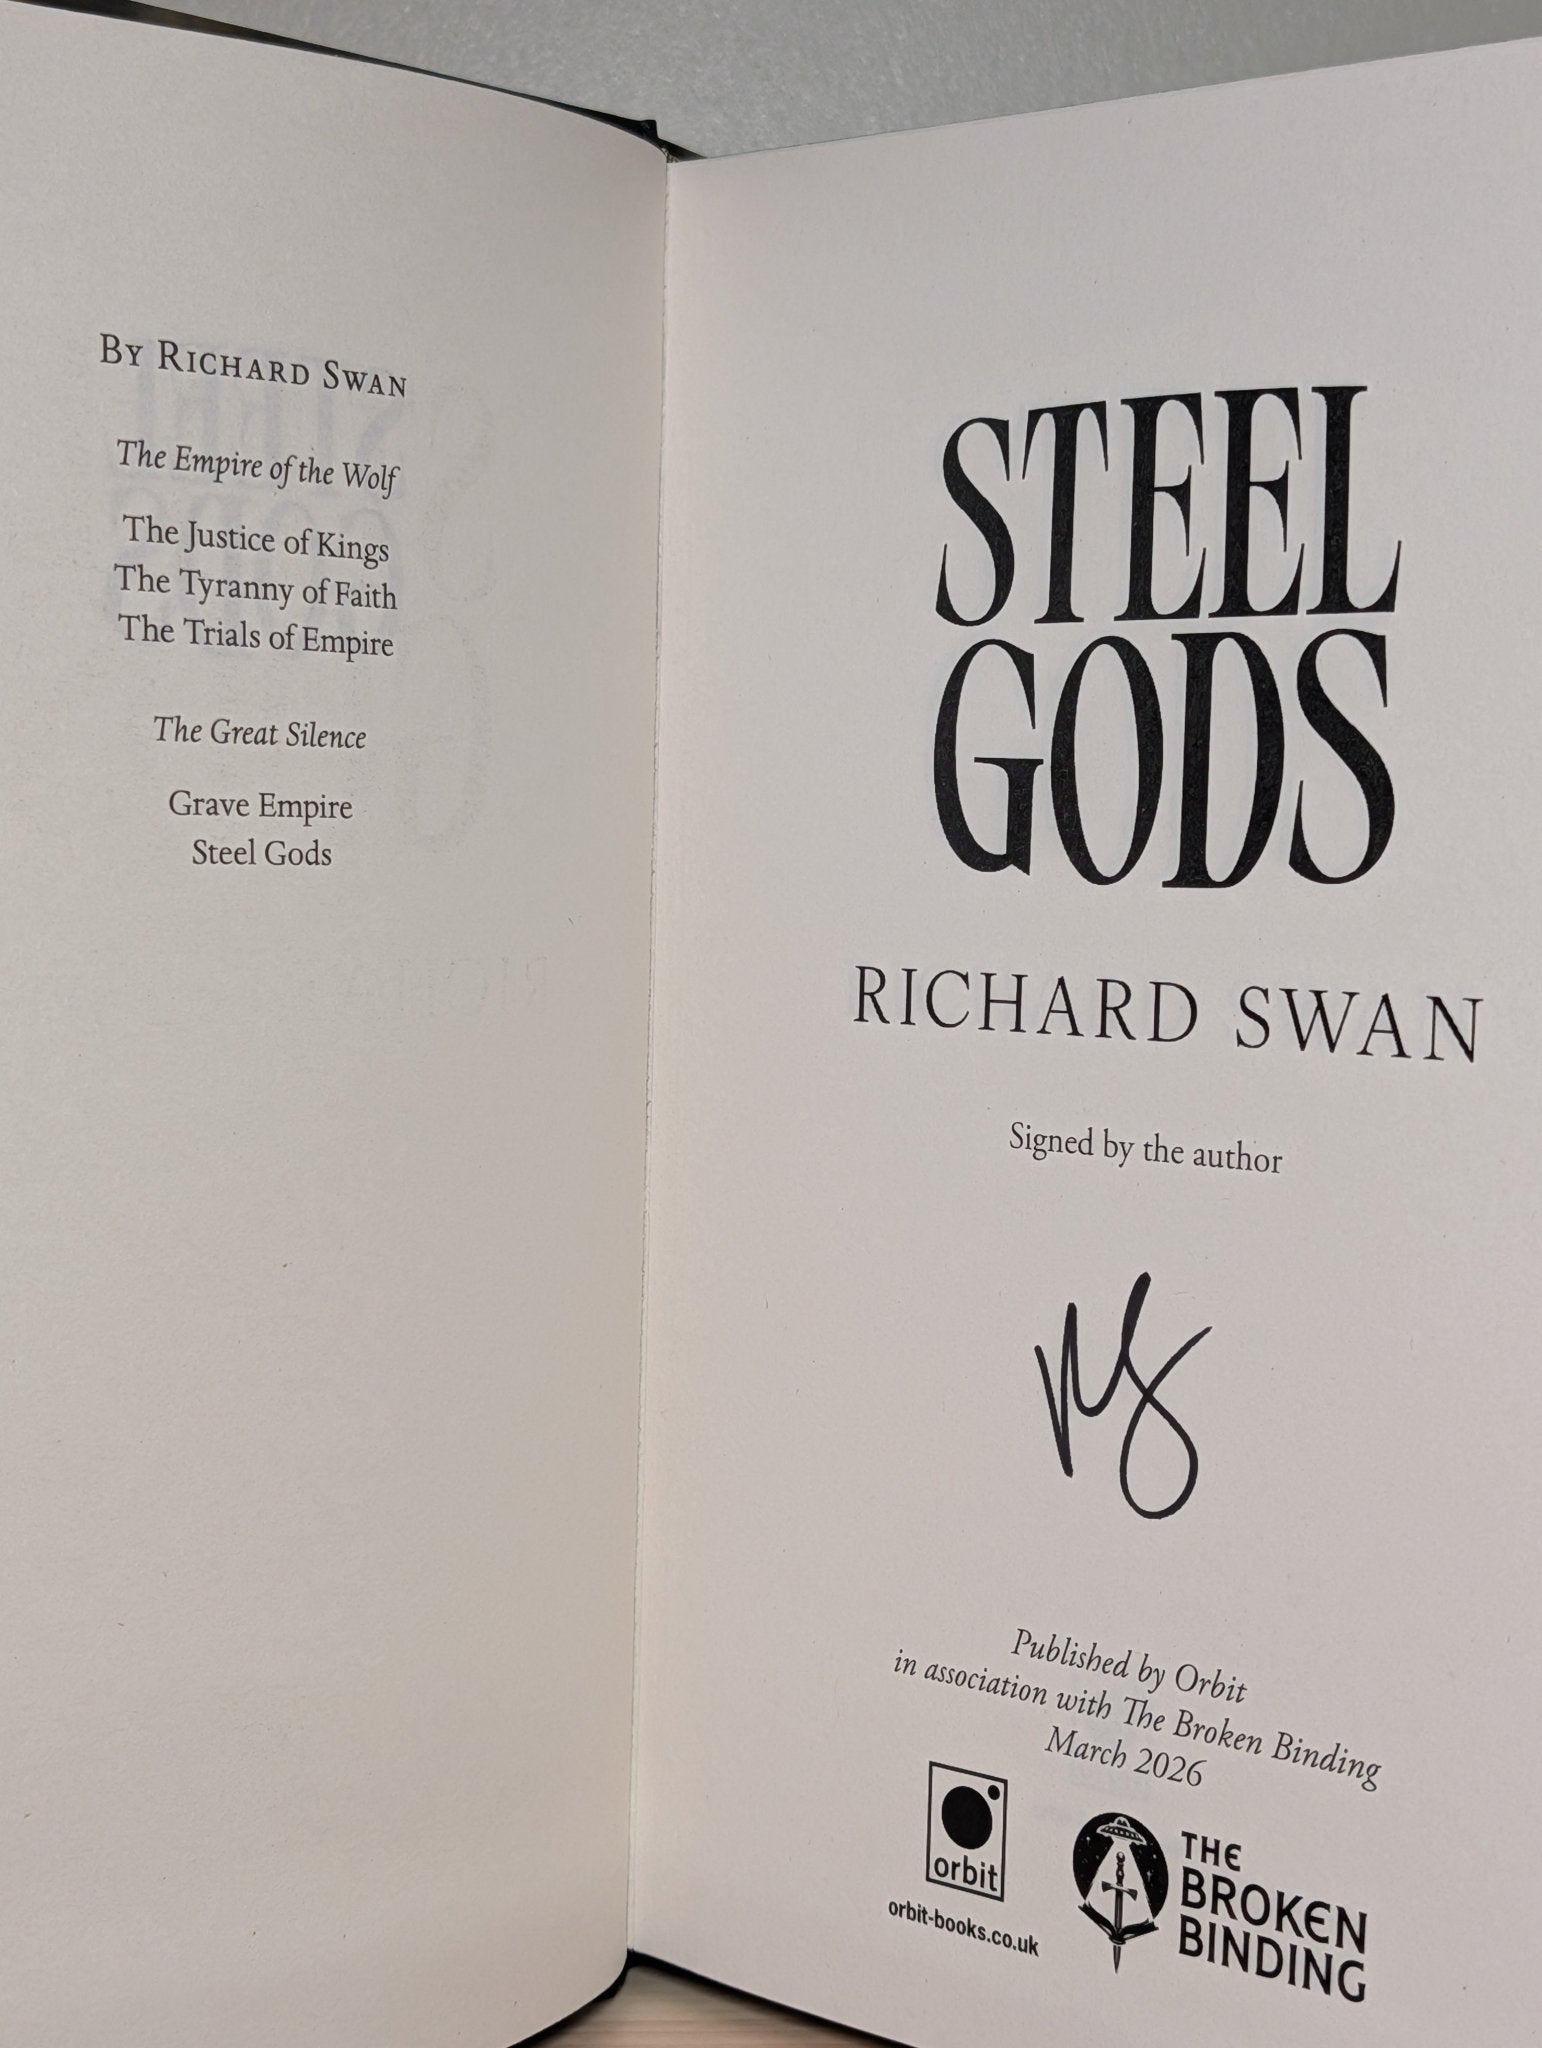 BY RICHARD SWAN
The Empire of the Wolf
The Justice of Kings
The Tyranny of Faith
The Trials of Empire
The Great Silence
Grave Empire
Steel Gods
STEEL
GODS
RICHARD SWAN
Signed by the author
Published by Orbit
in association with The Broken Binding
March 2026
orbit
orbit-books.co.uk
THE
BROKEN
BINDING